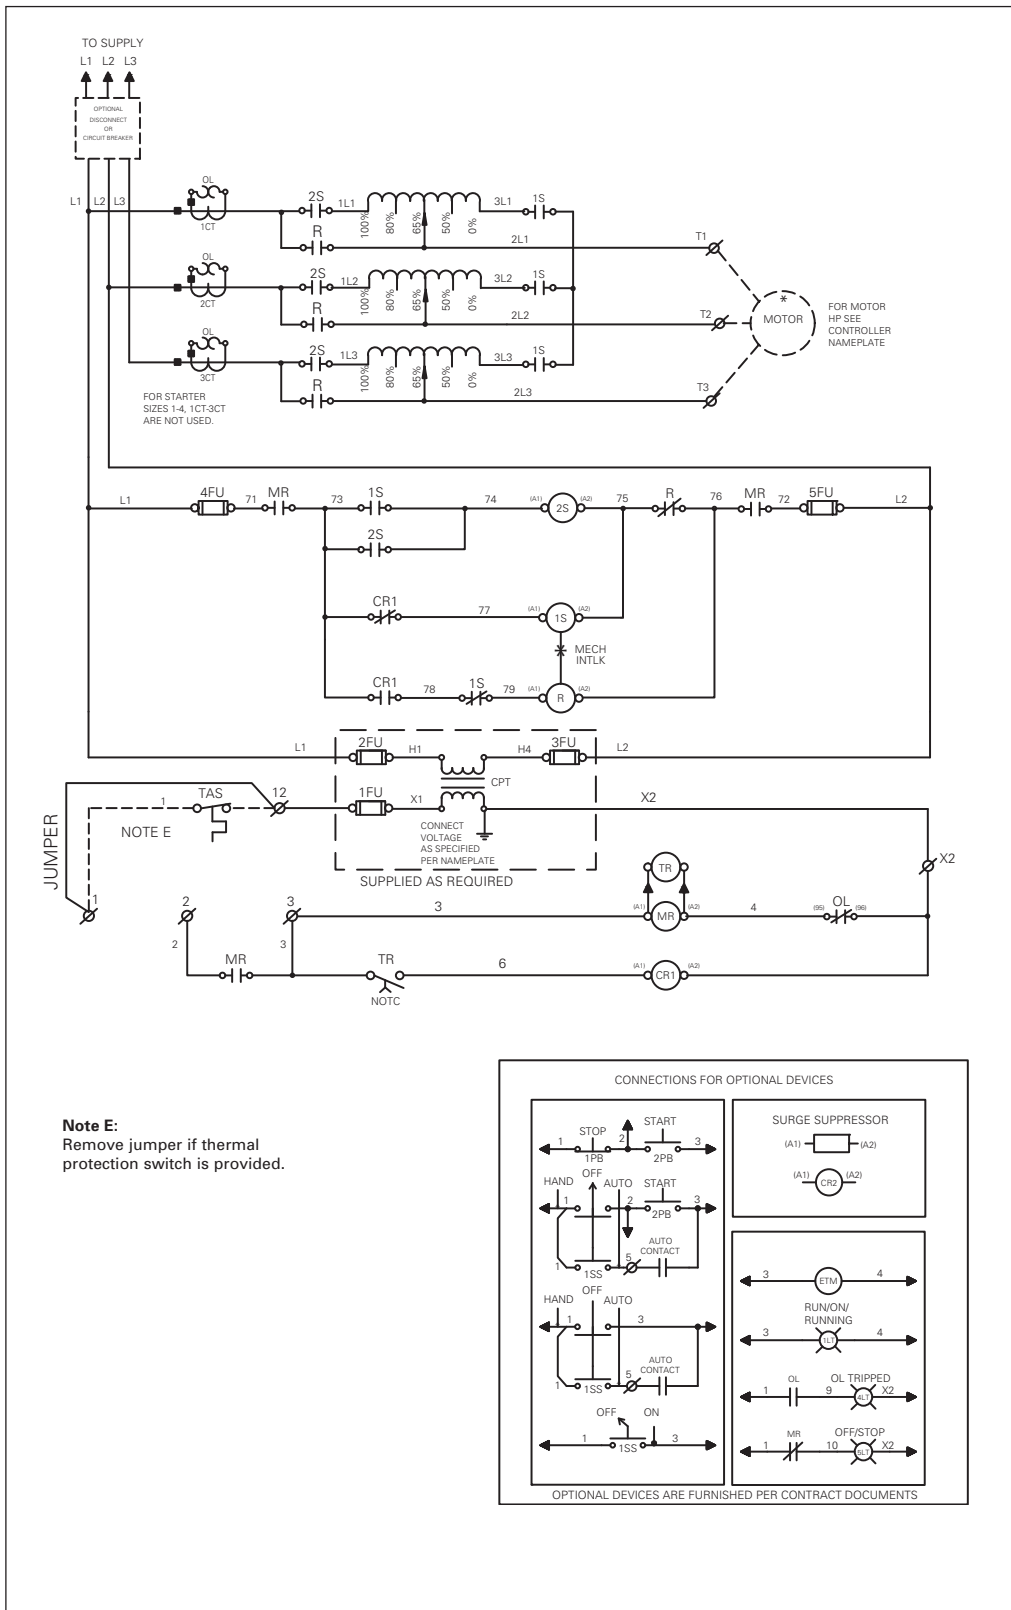 TO SUPPLY
L1 L2 L3
OPTIONAL
DISCONNECT
OR
CIRCUIT BREAKER
L1 L2 L3
OL
1CT
2S
1L1
100%
80%
65%
50%
0%
3L1
1S
R
2L1
T1
OL
2CT
2S
1L2
100%
80%
65%
50%
0%
3L2
1S
R
2L2
T2
*
MOTOR
FOR MOTOR
HP SEE
CONTROLLER
NAMEPLATE
OL
3CT
2S
1L3
100%
80%
65%
50%
0%
3L3
1S
R
2L3
T3
FOR STARTER
SIZES 1-4, 1CT-3CT
ARE NOT USED.
L1
4FU
71
MR
73
1S
74
(A1)
2S
(A2)
75
R
76
MR
72
5FU
L2
2S
CR1
77
(A1)
1S
(A2)
MECH
INTLK
CR1
78
1S
79
(A1)
R
(A2)
L1
2FU
H1
H4
3FU
L2
CPT
1
TAS
12
1FU
X1
X2
NOTE E
JUMPER
CONNECT
VOLTAGE
AS SPECIFIED
PER NAMEPLATE
SUPPLIED AS REQUIRED
TR
X2
1
2
3
3
(A1)
MR
(A2)
4
(95)
OL
(96)
2
3
MR
TR
NOTC
6
(A1)
CR1
(A2)
Note E:
Remove jumper if thermal
protection switch is provided.
CONNECTIONS FOR OPTIONAL DEVICES
1
STOP
1PB
2
START
2PB
3
HAND
OFF
AUTO
1
2
START
2PB
3
1
1SS
5
AUTO
CONTACT
HAND
OFF
AUTO
1
3
1
1SS
5
AUTO
CONTACT
OFF
ON
1
1SS
3
SURGE SUPPRESSOR
(A1)
(A2)
(A1)
CR2
(A2)
3
ETM
4
RUN/ON/
RUNNING
3
1LT
4
OL
OL TRIPPED
1
9
4LT
X2
MR
OFF/STOP
1
10
5LT
X2
OPTIONAL DEVICES ARE FURNISHED PER CONTRACT DOCUMENTS